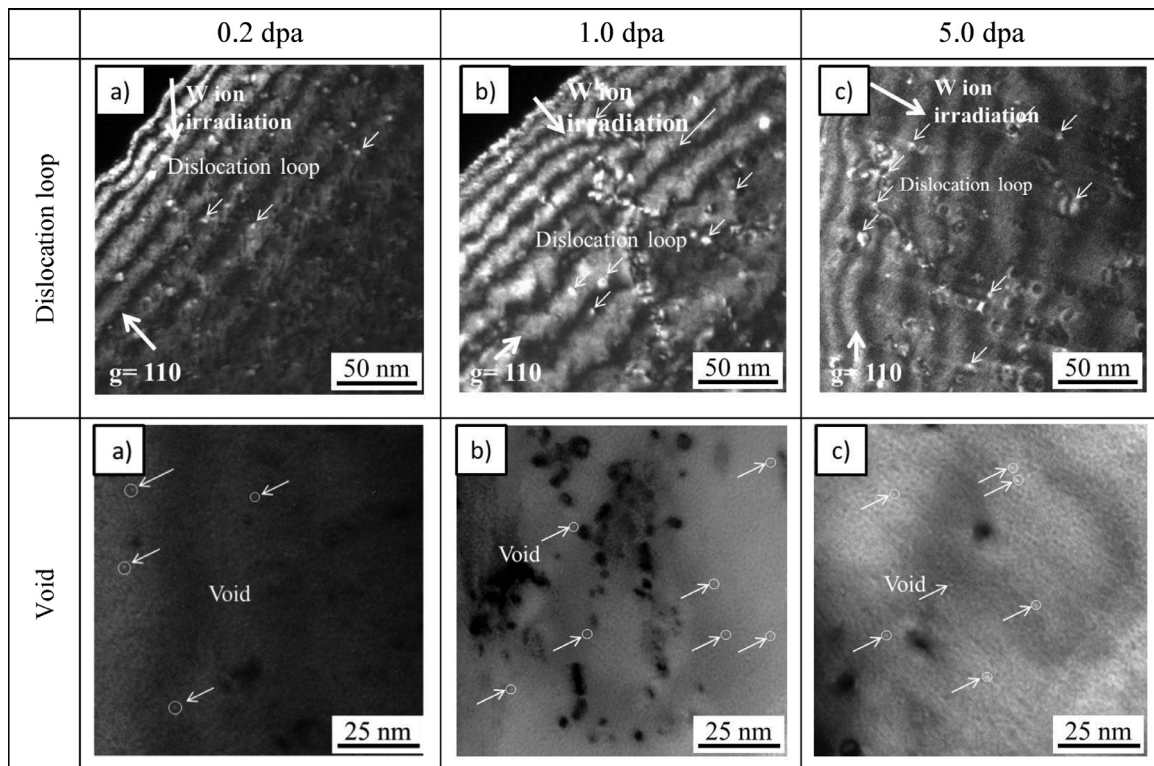 0.2 dpa
1.0 dpa
5.0 dpa
Dislocation loop
a)
W ion
irradiation
Dislocation loop
g= 110
50 nm
b)
W ion
irradiation
Dislocation loop
g= 110
50 nm
c)
W ion
irradiation
Dislocation loop
g= 110
50 nm
Void
a)
Void
25 nm
b)
Void
25 nm
c)
Void
25 nm